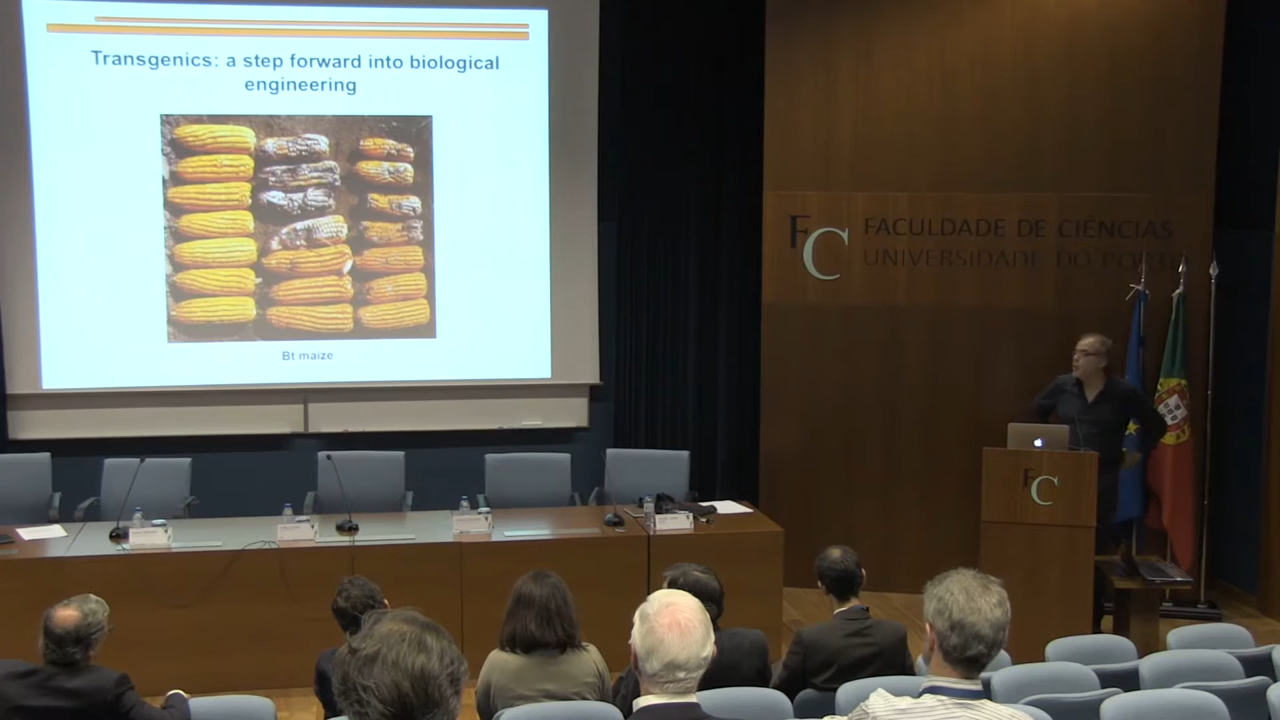 Transgenics: a step forward into biological
engineering
Bt maize
FC
FACULDADE DE CIÊNCIAS
UNIVERSIDADE DO PORTO
FC